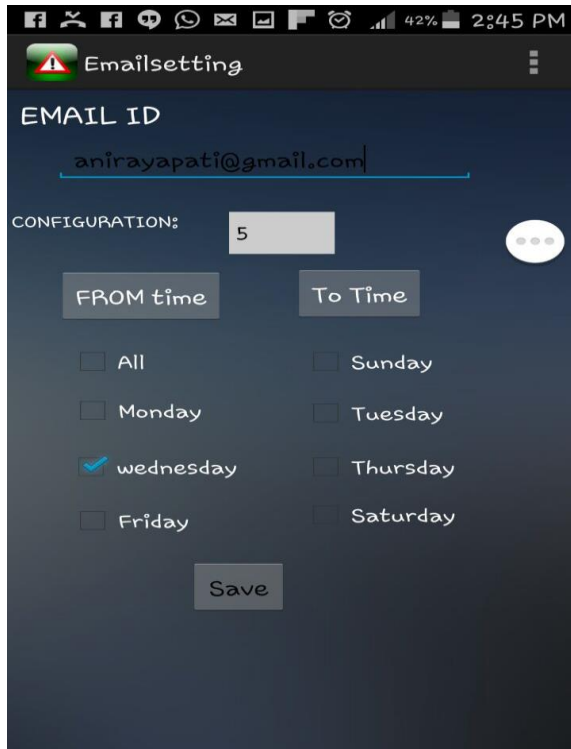 42% 2:45 PM
Emailsetting
EMAIL ID
anirayapati@gmail.com
CONFIGURATION: 5
FROM time To Time
All Sunday
Monday Tuesday
wednesday Thursday
Friday Saturday
Save